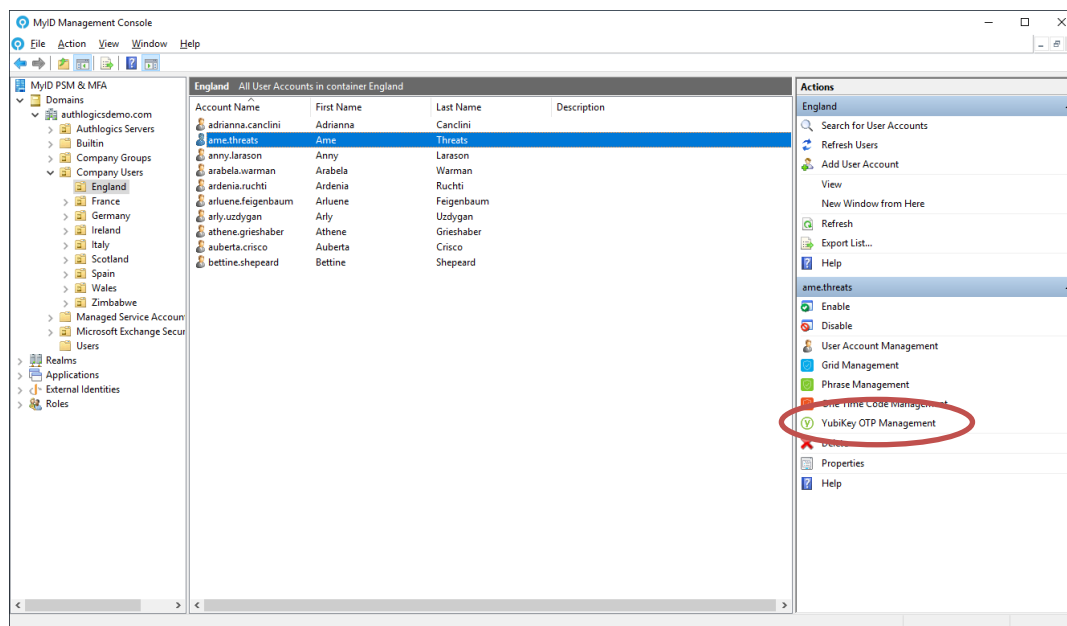 MyID Management Console
File Action View Window Help
MyID PSM & MFA
Domains
authlogicsdemo.com
Authlogics Servers
Builtin
Company Groups
Company Users
England
France
Germany
Ireland
Italy
Scotland
Spain
Wales
Zimbabwe
Managed Service Accoun
Microsoft Exchange Secur
Users
Realms
Applications
External Identities
Roles
England All User Accounts in container England
Account Name First Name Last Name Description
adrianna.canclini Adrianna Canclini
ame.threats Ame Threats
anny.larason Anny Larason
arabela.warman Arabela Warman
ardenia.ruchti Ardenia Ruchti
arluene.feigenbaum Arluene Feigenbaum
arly.uzdygan Arly Uzdygan
athene.grieshaber Athene Grieshaber
auberta.crisco Auberta Crisco
bettine.shepeard Bettine Shepeard
Actions
England
Search for User Accounts
Refresh Users
Add User Account
View
New Window from Here
Refresh
Export List...
Help
ame.threats
Enable
Disable
User Account Management
Grid Management
Phrase Management
One Time Code Management
YubiKey OTP Management
Delete
Properties
Help